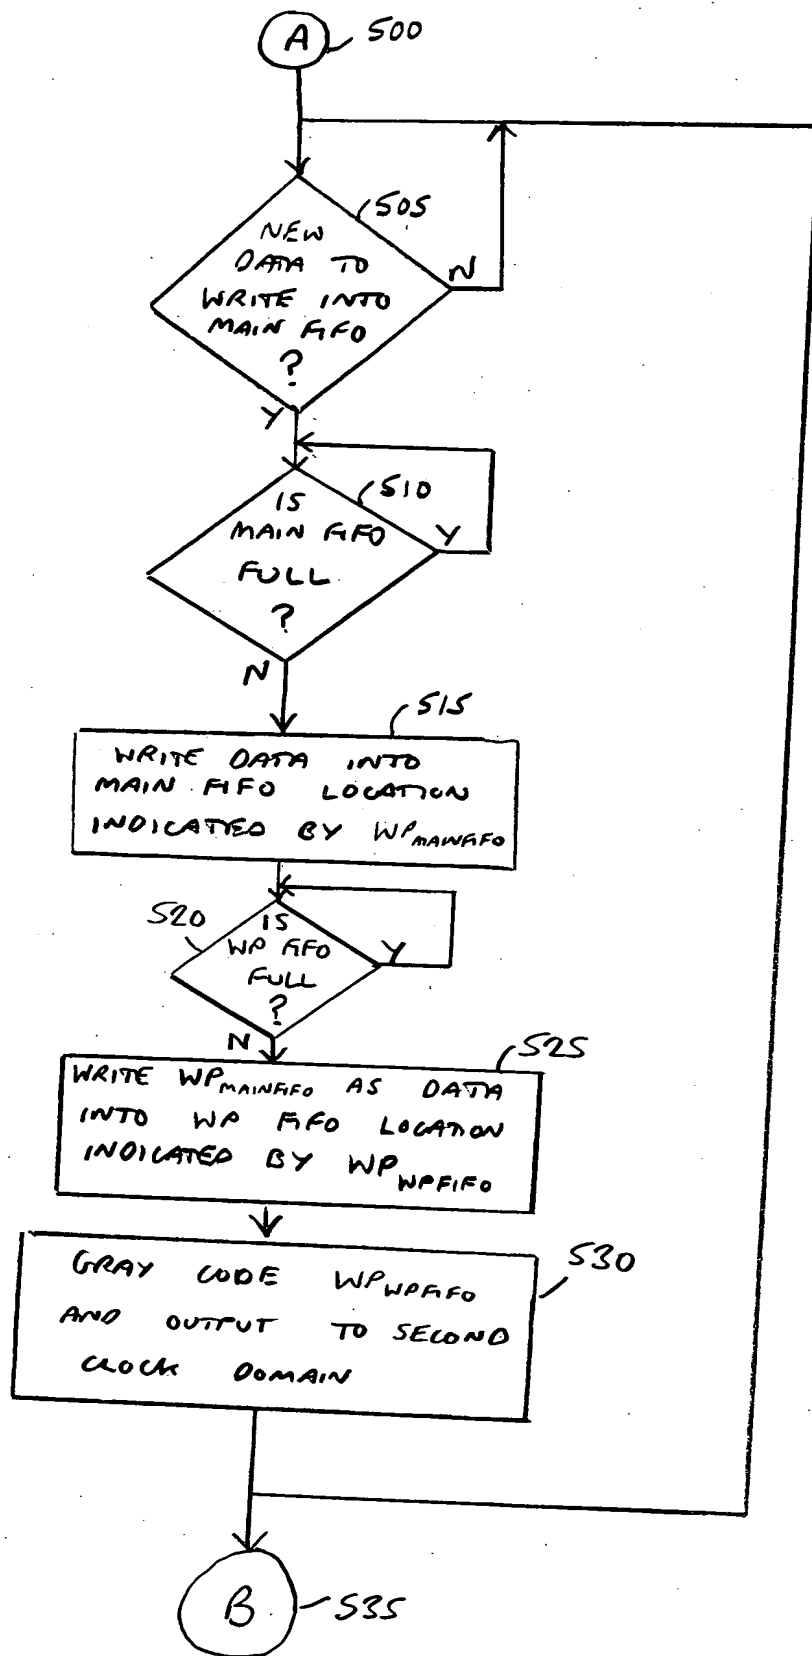 A 500
505
NEW
DATA TO
WRITE INTO
MAIN FIFO
?
N
Y
510
IS
MAIN FIFO
FULL
?
Y
N
515
WRITE DATA INTO
MAIN FIFO LOCATION
INDICATED BY WPMAINFIFO
520
IS
WP FIFO
FULL
?
Y
N
525
WRITE WPMAINFIFO AS DATA
INTO WP FIFO LOCATION
INDICATED BY WPWPFIFO
530
GRAY CODE WPWPFIFO
AND OUTPUT TO SECOND
CLOCK DOMAIN
B 535